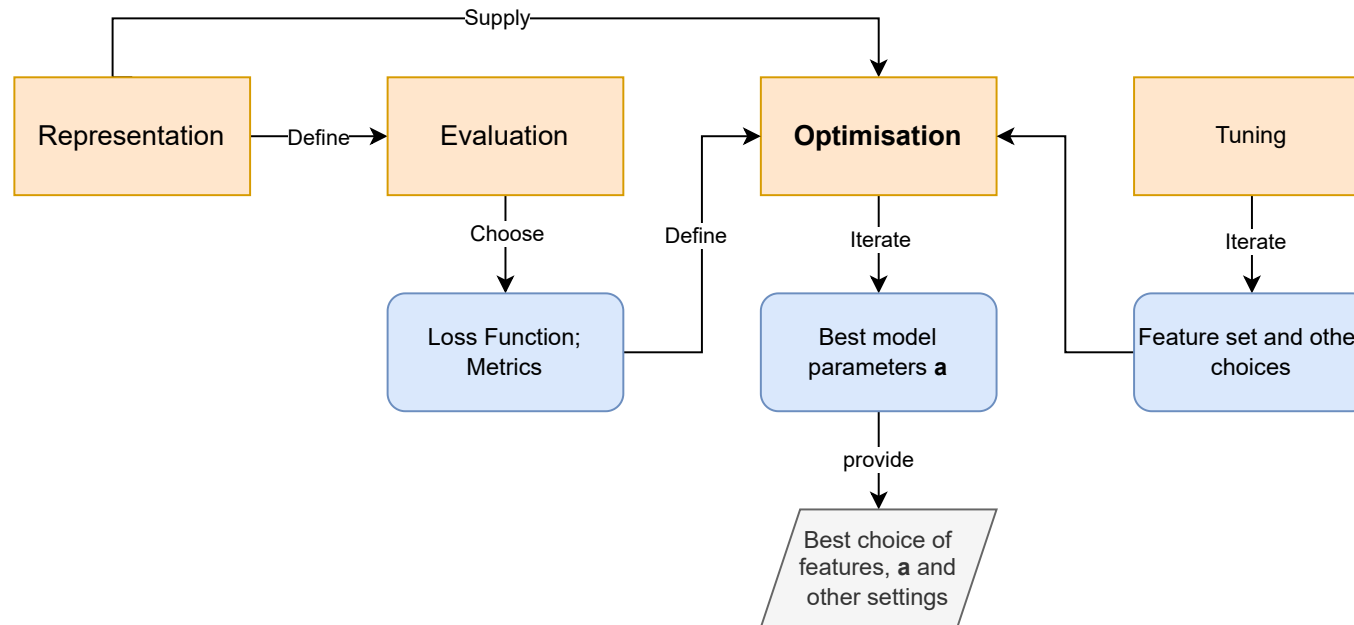 Supply
Representation
Define
Evaluation
Optimisation
Tuning
Choose
Define
Iterate
Iterate
Loss Function;
Metrics
Best model
parameters a
Feature set and othe
choices
provide
Best choice of
features, a and
other settings